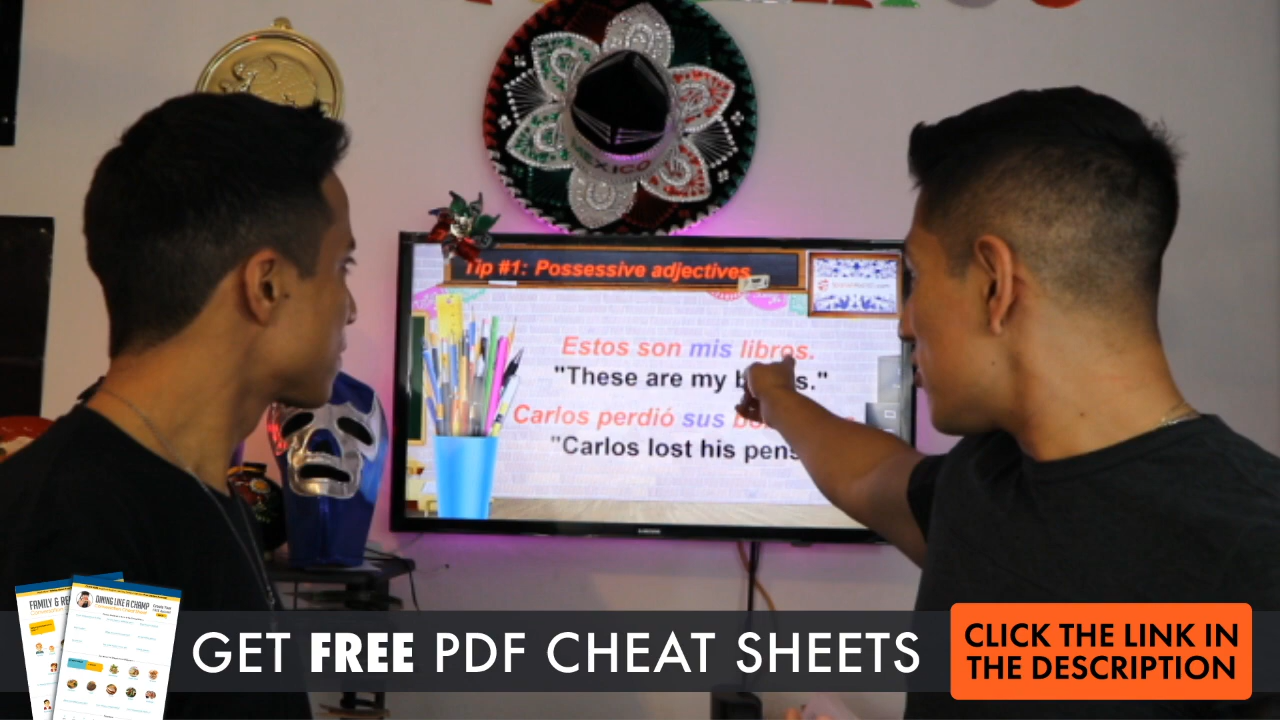 MEXICO
Tip #1: Possessive adjectives
Estos son mis libros.
"These are my
Carlos perdió sus
"Carlos lost his pens
SAMSUNG
DINING LIKE A CHAMP
GET FREE PDF CHEAT SHEETS
CLICK THE LINK IN
THE DESCRIPTION